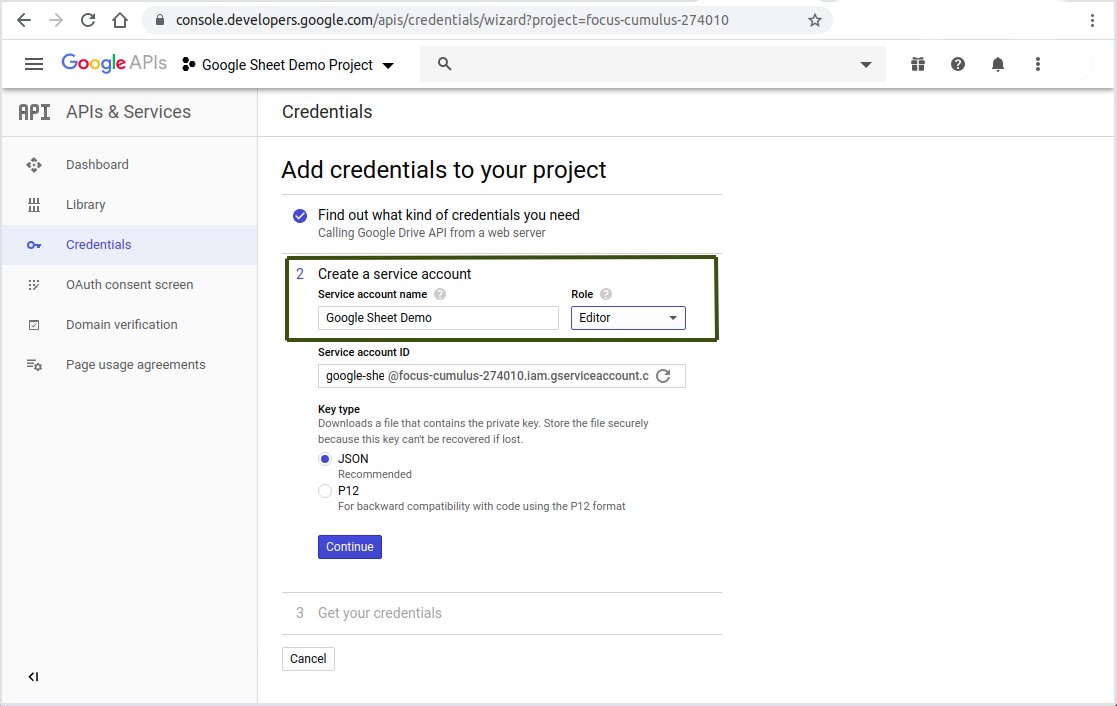 console.developers.google.com/apis/credentials/wizard?project=focus-cumulus-274010
Google APIs Google Sheet Demo Project
API APIs & Services
Credentials
Dashboard
Library
Credentials
OAuth consent screen
Domain verification
Page usage agreements
Add credentials to your project
Find out what kind of credentials you need
Calling Google Drive API from a web server
2 Create a service account
Service account name ? Role ?
Google Sheet Demo Editor
Service account ID
google-she @focus-cumulus-274010.iam.gserviceaccount.c
Key type
Downloads a file that contains the private key. Store the file securely
because this key can't be recovered if lost.
JSON
Recommended
P12
For backward compatibility with code using the P12 format
Continue
3 Get your credentials
Cancel